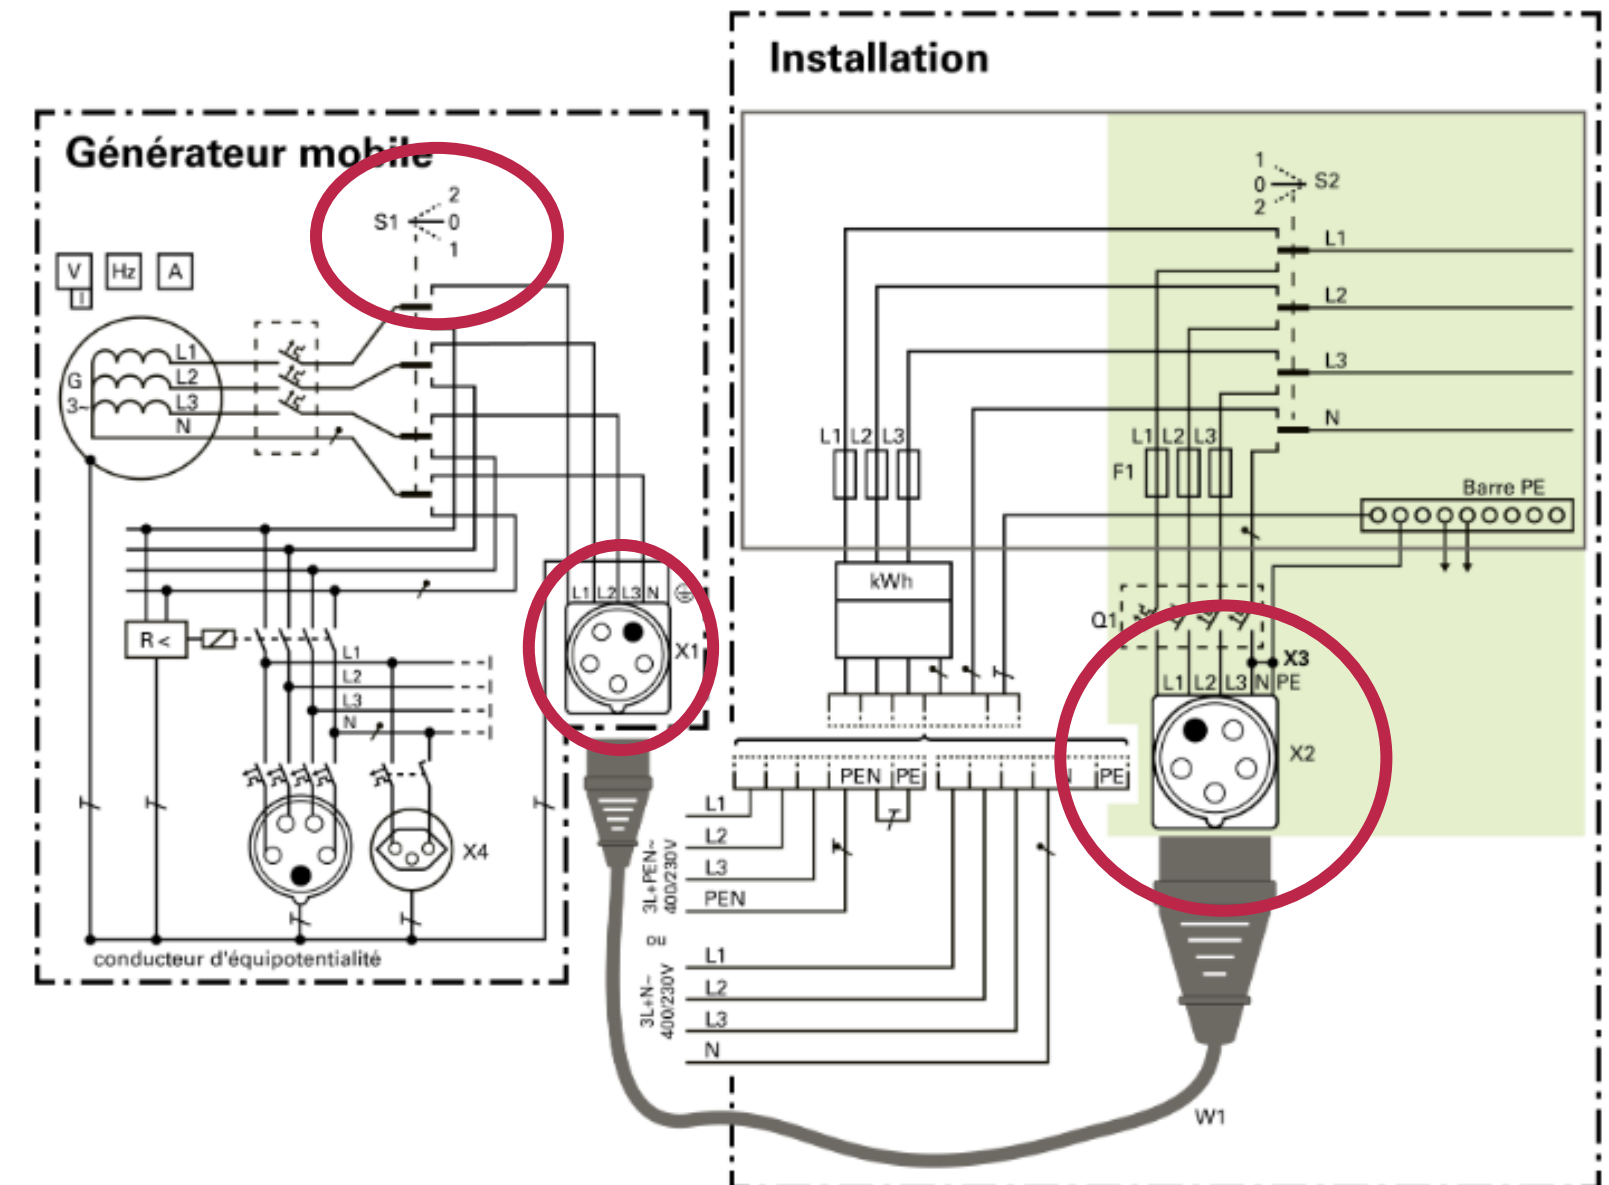 Installation
Générateur mobile
S1
2
0
1
V
Hz
A
I
G
3~
L1
L2
L3
N
R <
L1
L2
L3
N
X4
conducteur d'équipotentialité
L1 L2 L3 N
X1
1
0
2
S2
L1
L2
L3
N
L1 L2 L3
L1 L2 L3
F1
Barre PE
kWh
Q1
X3
L1 L2 L3 N PE
X2
PEN PE
N PE
L1
L2
L3
PEN
3L+PEN~
400/230V
ou
L1
L2
L3
N
3L+N~
400/230V
W1